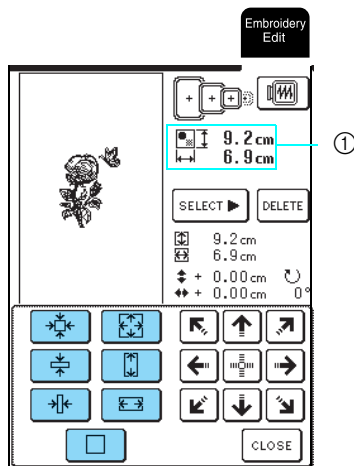 Embroidery
Edit
9.2cm
6.9cm
①
SELECT ▶
DELETE
9.2cm
6.9cm
+ 0.00cm
+ 0.00cm 0°
CLOSE